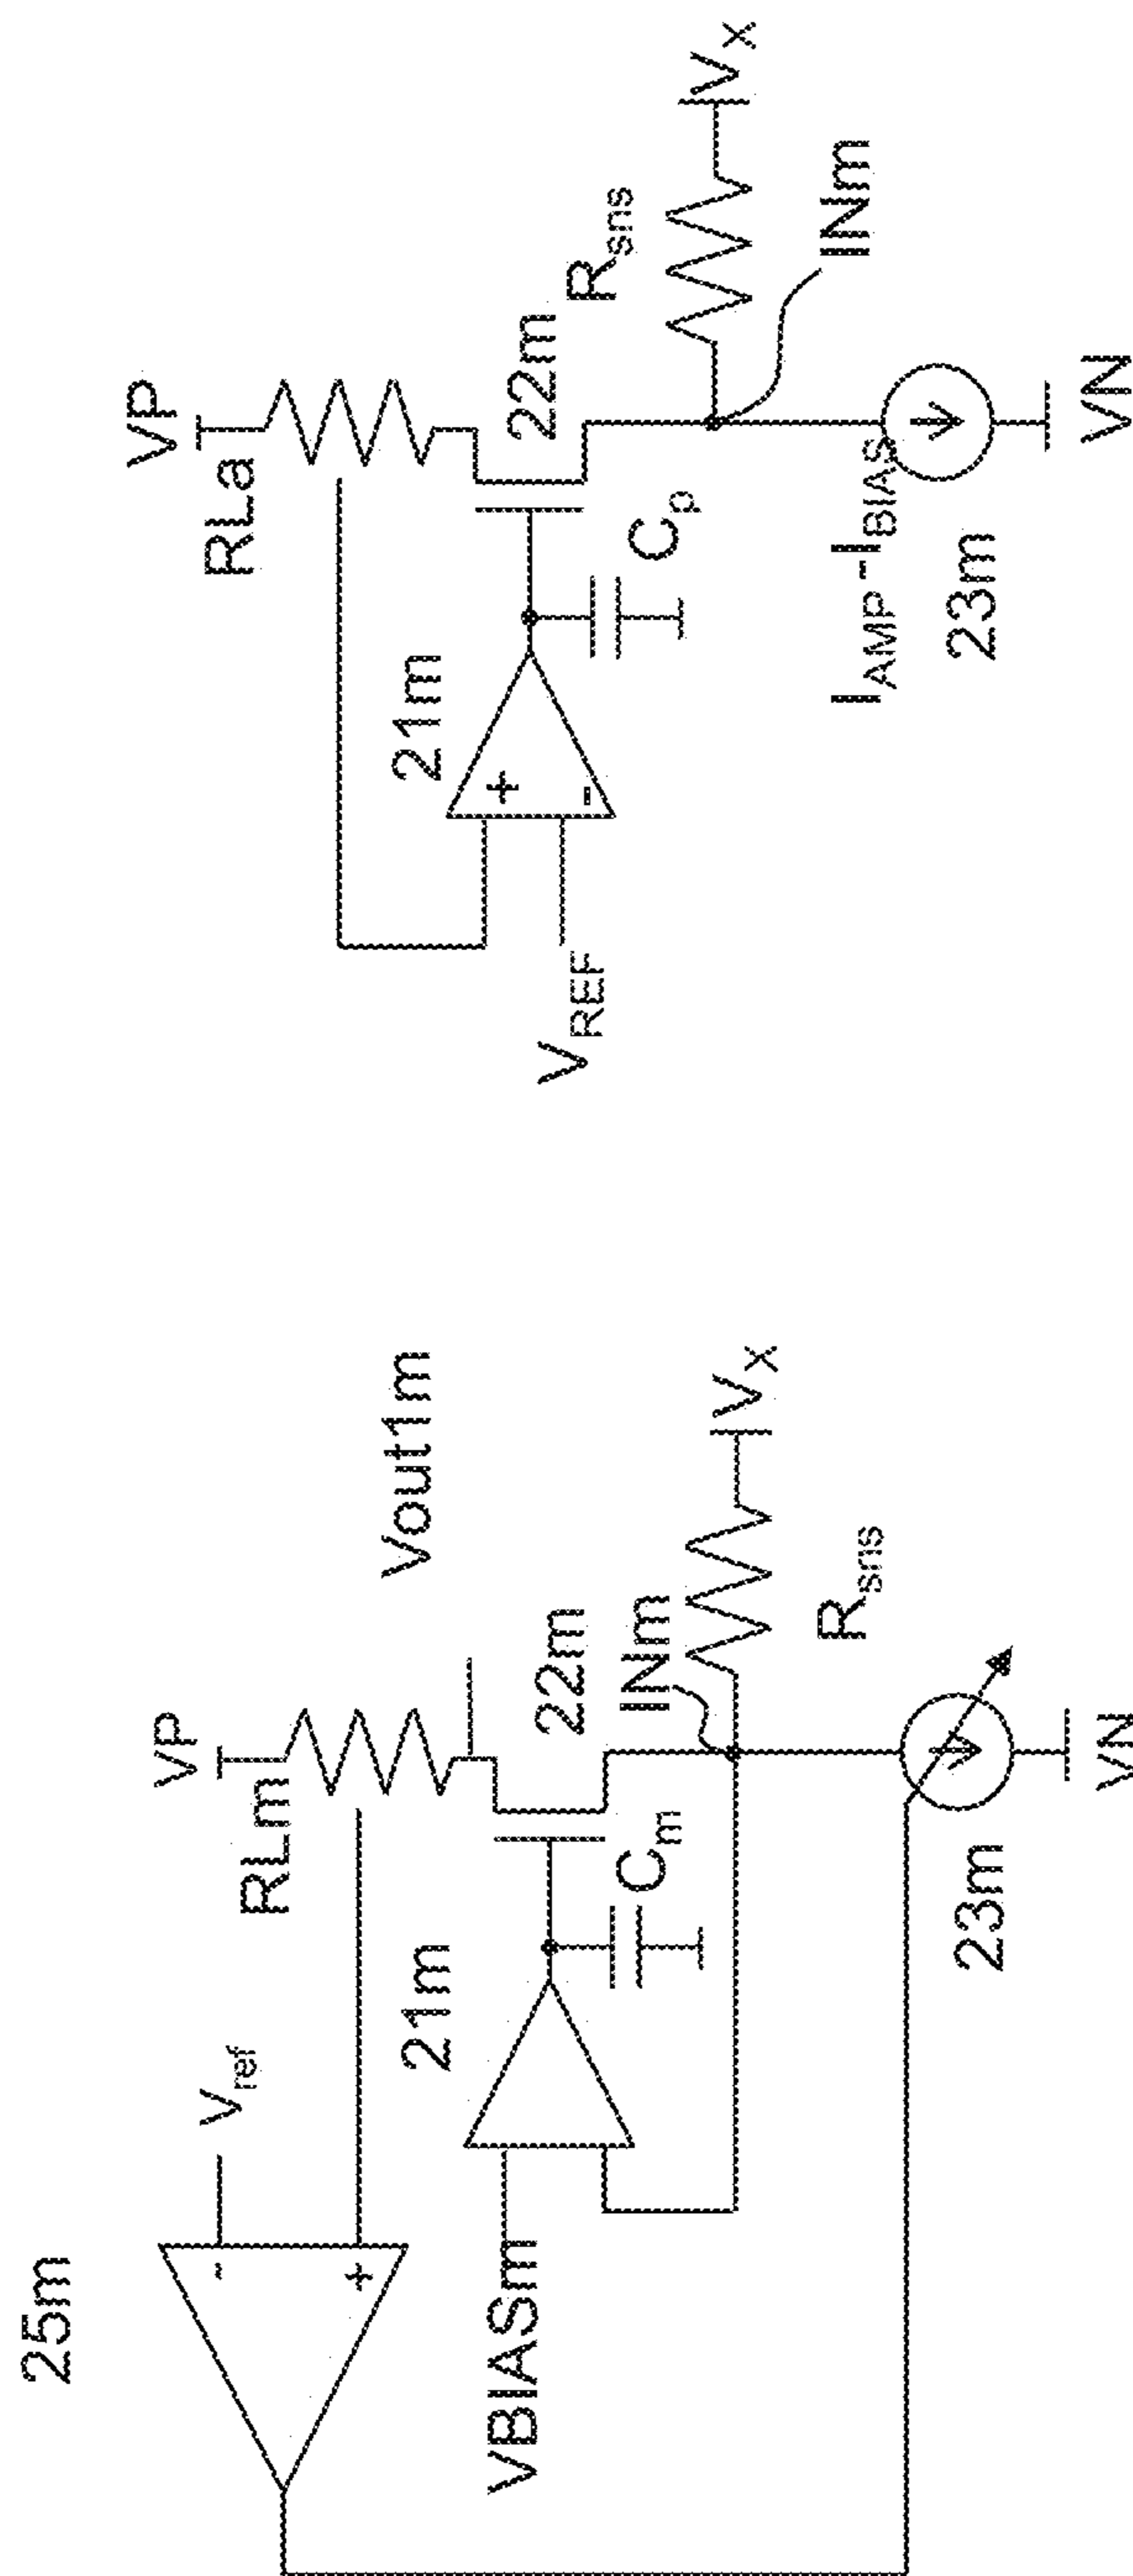 VP
RLa
21m
22m
R_sns
V_X
+
-
V_REF
C_p
INm
I_AMP-I_BIAS
23m
VN
25m
V_ref
-
+
VP
RLm
Vout1m
21m
22m
INm
V_X
R_sns
VBIASm
C_m
23m
VN